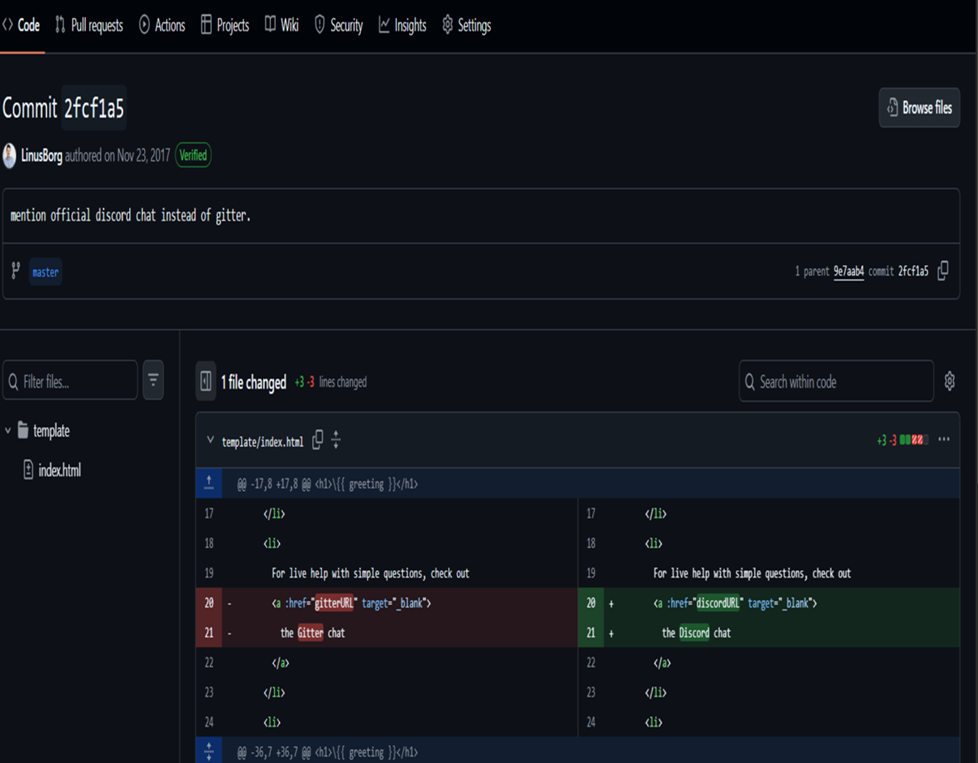 Code Pull requests Actions Projects Wiki Security Insights Settings
Commit 2fcf1a5
Browse files
LinusBorg authored on Nov 23, 2017 Verified
mention official discord chat instead of gitter.
master
1 parent 9e7aab4 commit 2fcf1a5
Filter files...
template
index.html
1 file changed +3 -3 lines changed
Search within code
template/index.html
+3 -3
@@ -17,8 +17,8 @@ <h1>\{{ greeting }}</h1>
17 </li> 17 </li>
18 <li> 18 <li>
19 For live help with simple questions, check out 19 For live help with simple questions, check out
20 - <a :href="gitterURL" target="_blank"> 20 + <a :href="discordURL" target="_blank">
21 - the Gitter chat 21 + the Discord chat
22 </a> 22 </a>
23 </li> 23 </li>
24 <li> 24 <li>
@@ -36,7 +36,7 @@ <h1>\{{ greeting }}</h1>